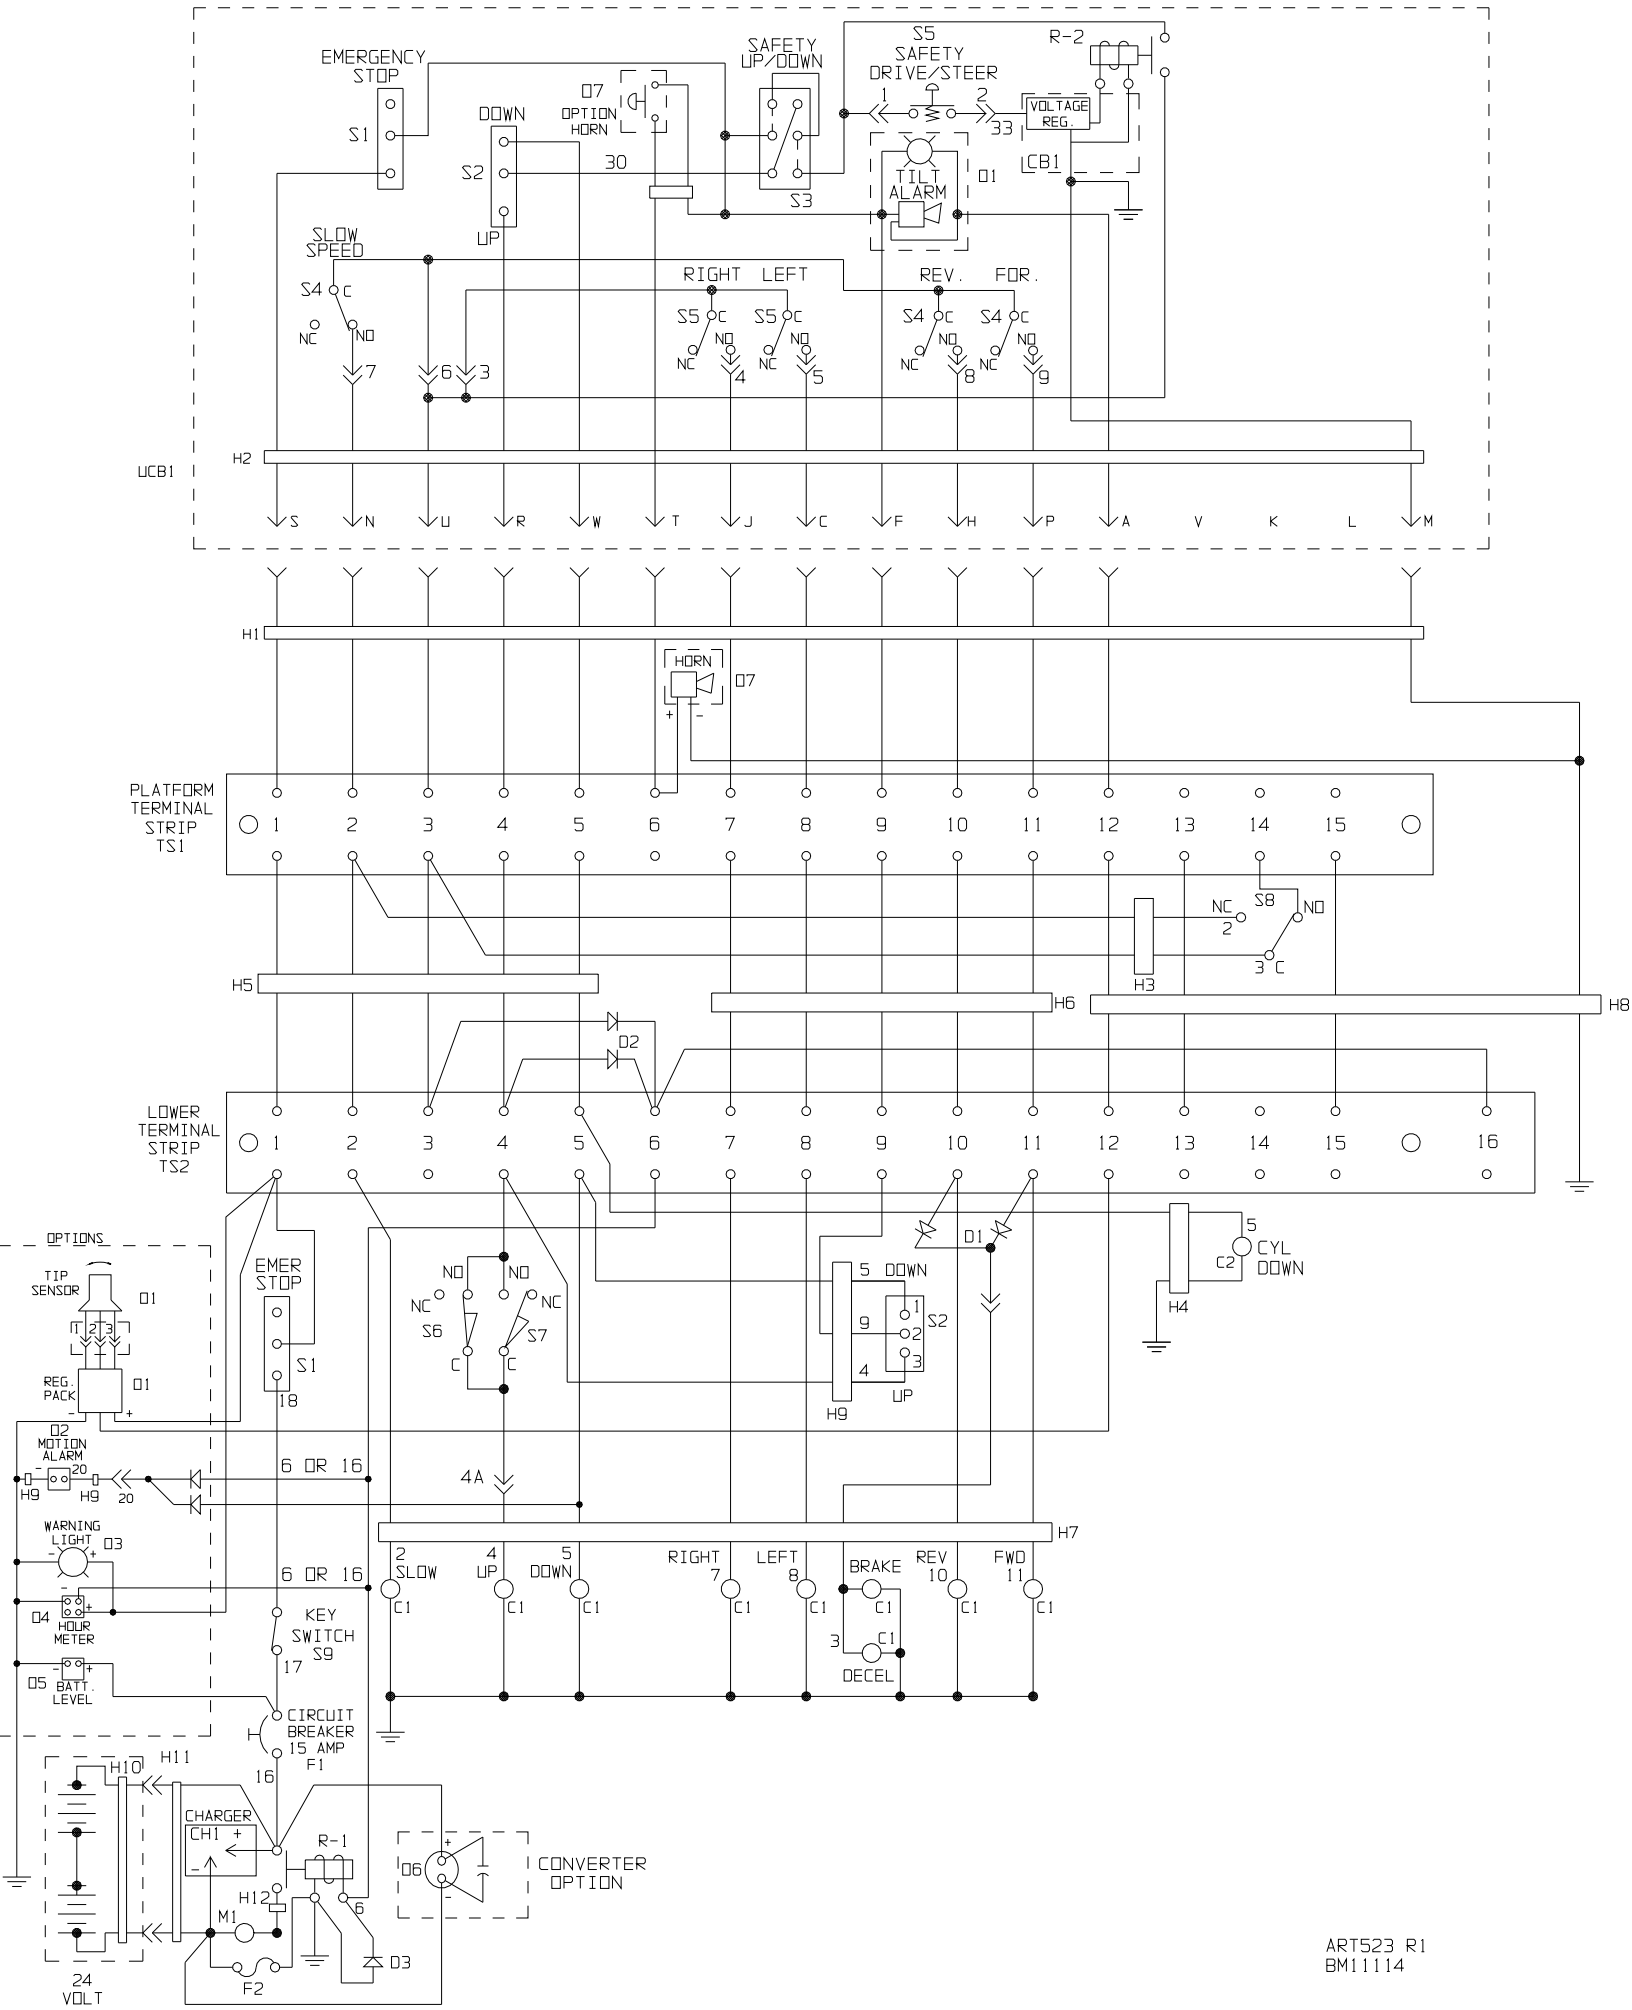 EMERGENCY
STOP
S1
DOWN
S2
UP
30
O7
OPTION
HORN
SAFETY
UP/DOWN
S3
S5
SAFETY
DRIVE/STEER
1
2
33
R-2
VOLTAGE
REG.
CB1
TILT
ALARM
O1
SLOW
SPEED
S4 C
NC NO
7
6
3
RIGHT LEFT
S5 C
NO
NC
4
S5 C
NO
NC
5
REV. FOR.
S4 C
NO
NC
8
S4 C
NO
NC
9
H2
UCB1
S N U R W T J C F H P A V K L M
H1
HORN
O7
+ -
PLATFORM
TERMINAL
STRIP
TS1
1 2 3 4 5 6 7 8 9 10 11 12 13 14 15
S8
NC
2
NO
3 C
H3
H5
H6
H8
D2
LOWER
TERMINAL
STRIP
TS2
1 2 3 4 5 6 7 8 9 10 11 12 13 14 15 16
OPTIONS
TIP
SENSOR
O1
1 2 3
REG.
PACK
O1
- +
O2
MOTION
ALARM
- 20
H9 H9 20
WARNING
LIGHT
O3
- +
- +
O4
HOUR
METER
- +
O5
BATT.
LEVEL
EMER
STOP
S1
18
6 OR 16
6 OR 16
KEY
SWITCH
S9
17
CIRCUIT
BREAKER
15 AMP
F1
16
NO NO
NC NC
S6 S7
C C
4A
D1
5 DOWN
1
9 2 S2
4 3
UP
H9
5
C2
CYL
DOWN
H4
H7
2
SLOW
C1
4
UP
C1
5
DOWN
C1
RIGHT
7
C1
LEFT
8
C1
BRAKE
C1
3
C1
DECEL
REV
10
C1
FWD
11
C1
H10
H11
CHARGER
CH1 +
-
R-1
H12
M1
6
F2
D3
24
VOLT
+
O6
-
CONVERTER
OPTION
ART523 R1
BM11114